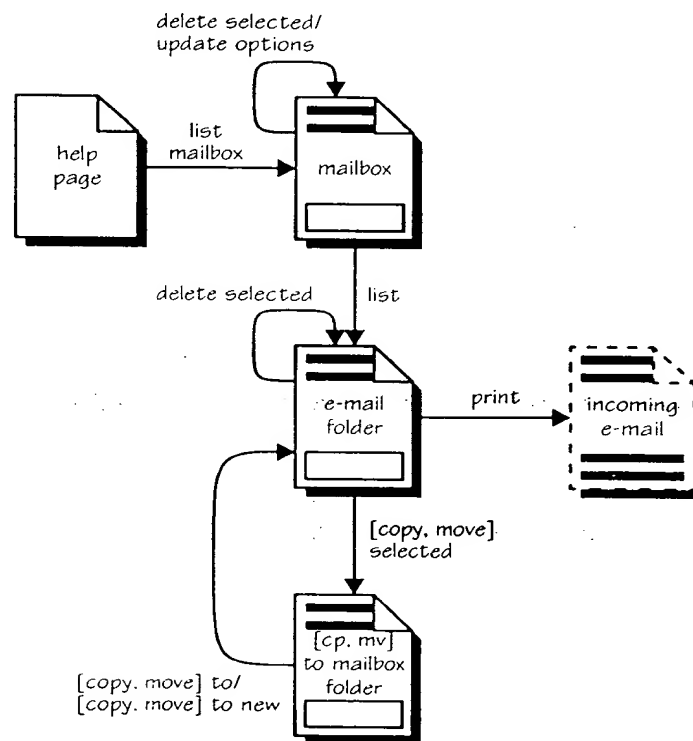 delete selected/
update options
help
page
list
mailbox
mailbox
delete selected
list
e-mail
folder
print
incoming
e-mail
[copy, move]
selected
[cp, mv]
to mailbox
folder
[copy, move] to/
[copy, move] to new